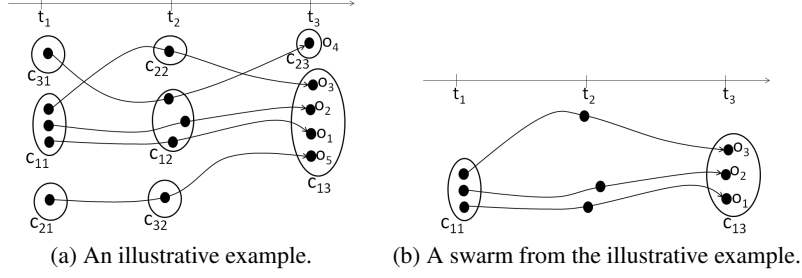 t1 t2 t3
c31 c22 c23 o4
o3
o2
o1
o5
c11 c12 c13
c21 c32
(a) An illustrative example.
t1 t2 t3
o3
o2
o1
c11 c13
(b) A swarm from the illustrative example.